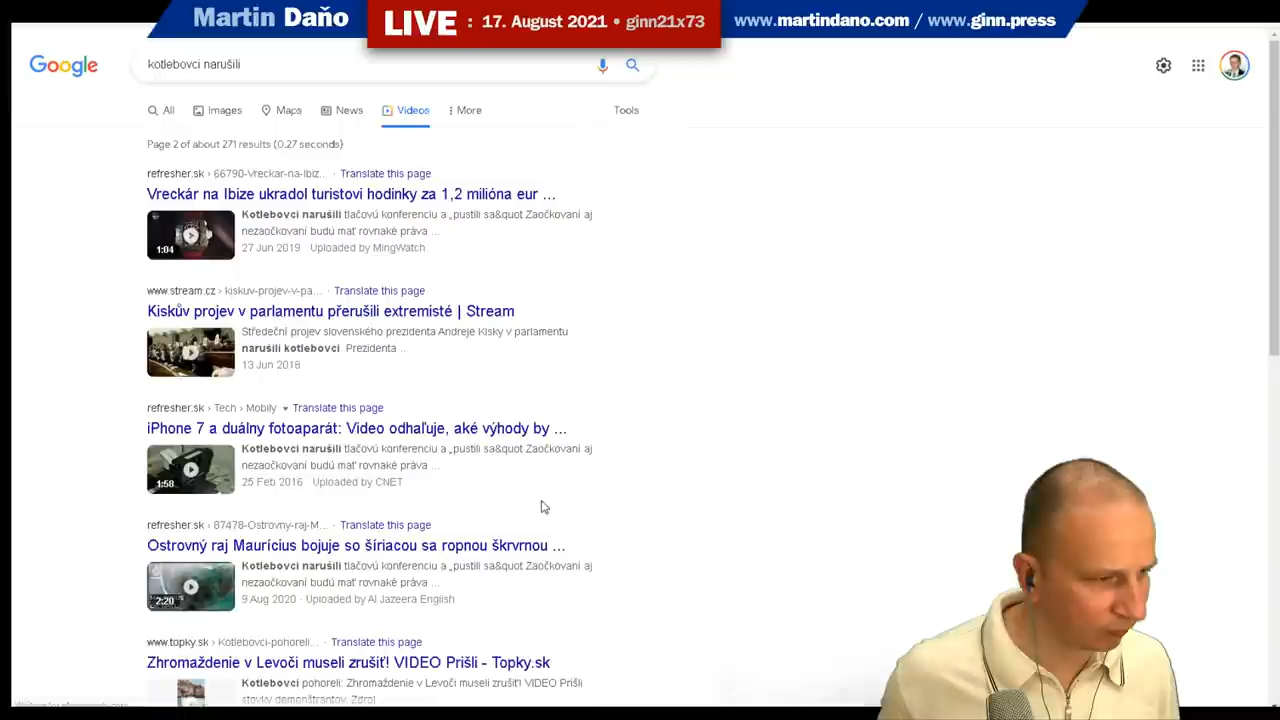 Martin Daňo
LIVE : 17. August 2021 • ginn21x73
www.martindano.com / www.ginn.press
Google
kotlebovci narušili
All Images Maps News Videos More Tools
Page 2 of about 271 results (0.27 seconds)
refresher.sk › 66790-Vreckar-na-Ibiz... · Translate this page
Vreckár na Ibize ukradol turistovi hodinky za 1,2 milióna eur ...
Kotlebovci narušili tlačovú konferenciu a „pustili sa&quot Zaočkovaní aj
nezaočkovaní budú mať rovnaké práva ...
1:04
27 Jun 2019 Uploaded by MingWatch
www.stream.cz › kiskuv-projev-v-pa... · Translate this page
Kiskův projev v parlamentu přerušili extremisté | Stream
Středeční projev slovenského prezidenta Andreje Kisky v parlamentu
narušili kotlebovci Prezidenta ..
13 Jun 2018
refresher.sk › Tech › Mobily Translate this page
iPhone 7 a duálny fotoaparát: Video odhaľuje, aké výhody by ...
Kotlebovci narušili tlačovú konferenciu a „pustili sa&quot Zaočkovaní aj
nezaočkovaní budú mať rovnaké práva ...
1:58
25 Feb 2016 Uploaded by CNET
refresher.sk › 87478-Ostrovny-raj-M... · Translate this page
Ostrovný raj Maurícius bojuje so šíriacou sa ropnou škrvrnou ...
Kotlebovci narušili tlačovú konferenciu a „pustili sa&quot Zaočkovaní aj
nezaočkovaní budú mať rovnaké práva ...
2:20
9 Aug 2020 · Uploaded by Al Jazeera English
www.topky.sk › Kotlebovci-pohoreli... · Translate this page
Zhromaždenie v Levoči museli zrušiť! VIDEO Prišli - Topky.sk
Kotlebovci pohoreli: Zhromaždenie v Levoči museli zrušiť! VIDEO Prišli
stovky demonštrantov. Zdroj